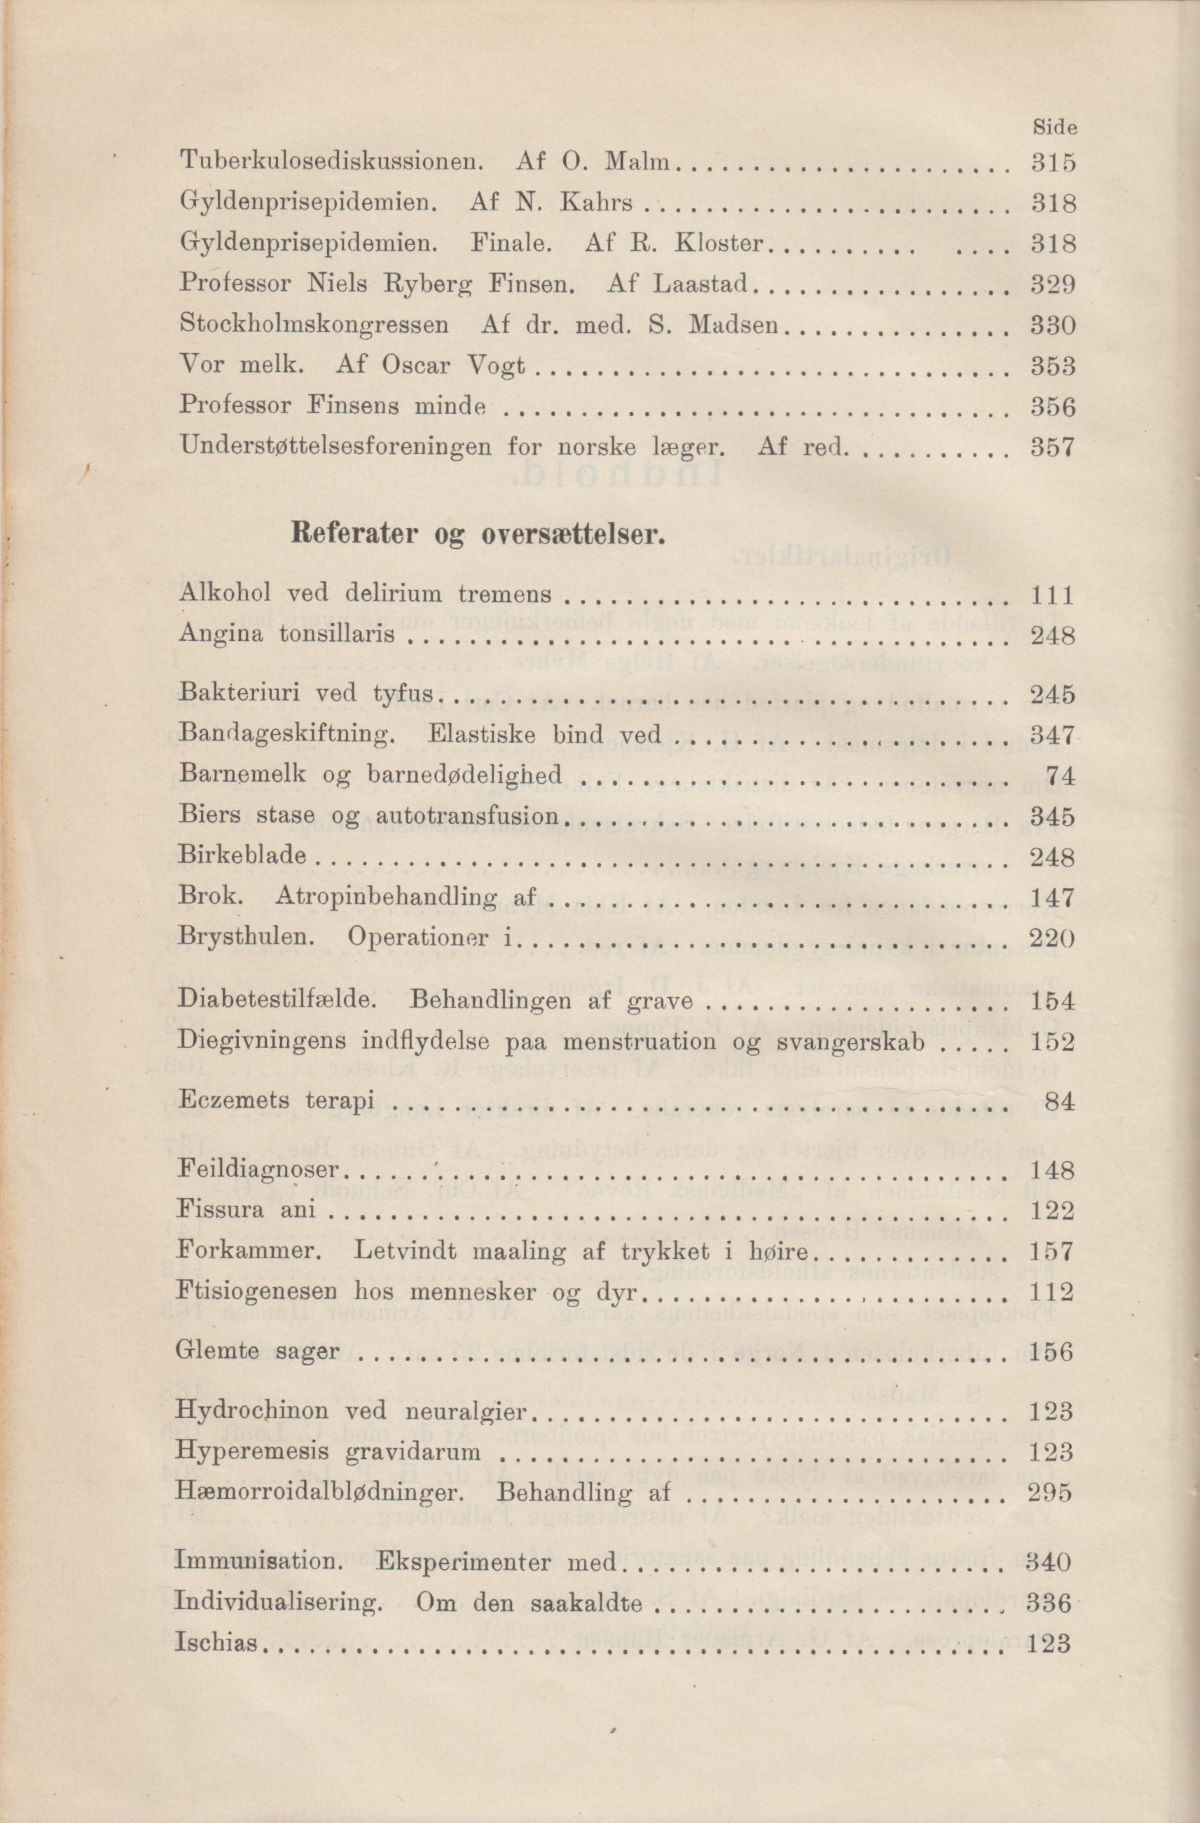 Side
Tuberkulosediskussionen. Af O. Malm...................... 315
Gyldenprisepidemien. Af N. Kahrs ........................ 318
Gyldenprisepidemien. Finale. Af R. Kloster.......... .... 318
Professor Niels Ryberg Finsen. Af Laastad................. 329
Stockholmskongressen Af dr. med. S. Madsen............... 330
Vor melk. Af Oscar Vogt ............................... 353
Professor Finsens minde ................................. 356
Understøttelsesforeningen for norske læger. Af red. .......... 357
Referater og oversættelser.
Alkohol ved delirium tremens ............................. 111
Angina tonsillaris ....................................... 248
Bakteriuri ved tyfus..................................... 245
Bandageskiftning. Elastiske bind ved ...................... 347
Barnemelk og barnedødelighed ............................ 74
Biers stase og autotransfusion............................. 345
Birkeblade ............................................. 248
Brok. Atropinbehandling af .............................. 147
Brysthulen. Operationer i................................ 220
Diabetestilfælde. Behandlingen af grave .................... 154
Diegivningens indflydelse paa menstruation og svangerskab ..... 152
Eczemets terapi ........................................ 84
Feildiagnoser........................................... 148
Fissura ani ............................................ 122
Forkammer. Letvindt maaling af trykket i høire............. 157
Ftisiogenesen hos mennesker og dyr........................ 112
Glemte sager .......................................... 156
Hydrochinon ved neuralgier............................... 123
Hyperemesis gravidarum ................................. 123
Hæmorroidalblødninger. Behandling af ..................... 295
Immunisation. Eksperimenter med......................... 340
Individualisering. Om den saakaldte ....................... 336
Ischias................................................ 123